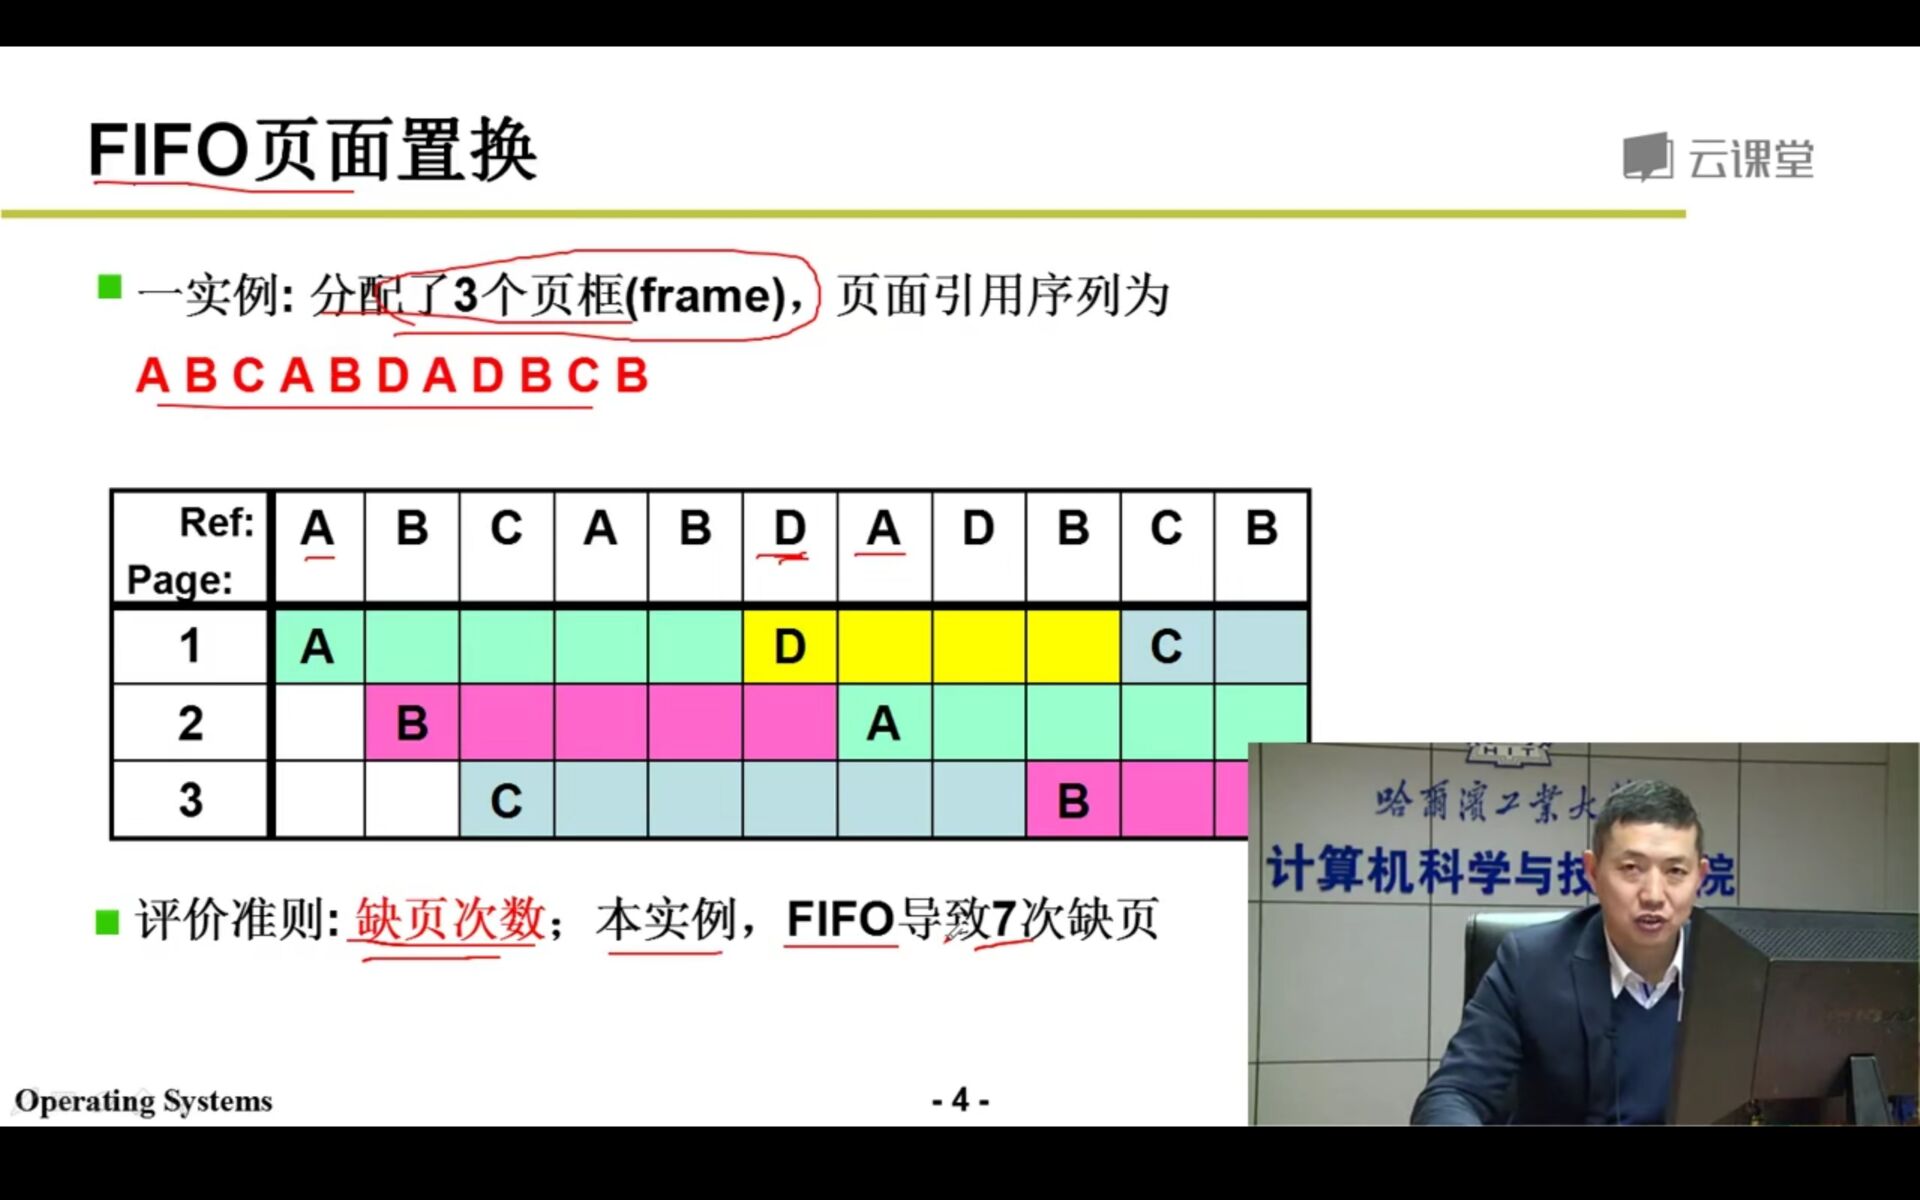 FIFO页面置换
云课堂
一实例: 分配了3个页框(frame)，页面引用序列为
A B C A B D A D B C B
Ref: A B C A B D A D B C B
Page:
1 A D C
2 B A
3 C B
评价准则: 缺页次数；本实例，FIFO导致7次缺页
HIT
哈爾濱工業大
计算机科学与技 院
Operating Systems
- 4 -